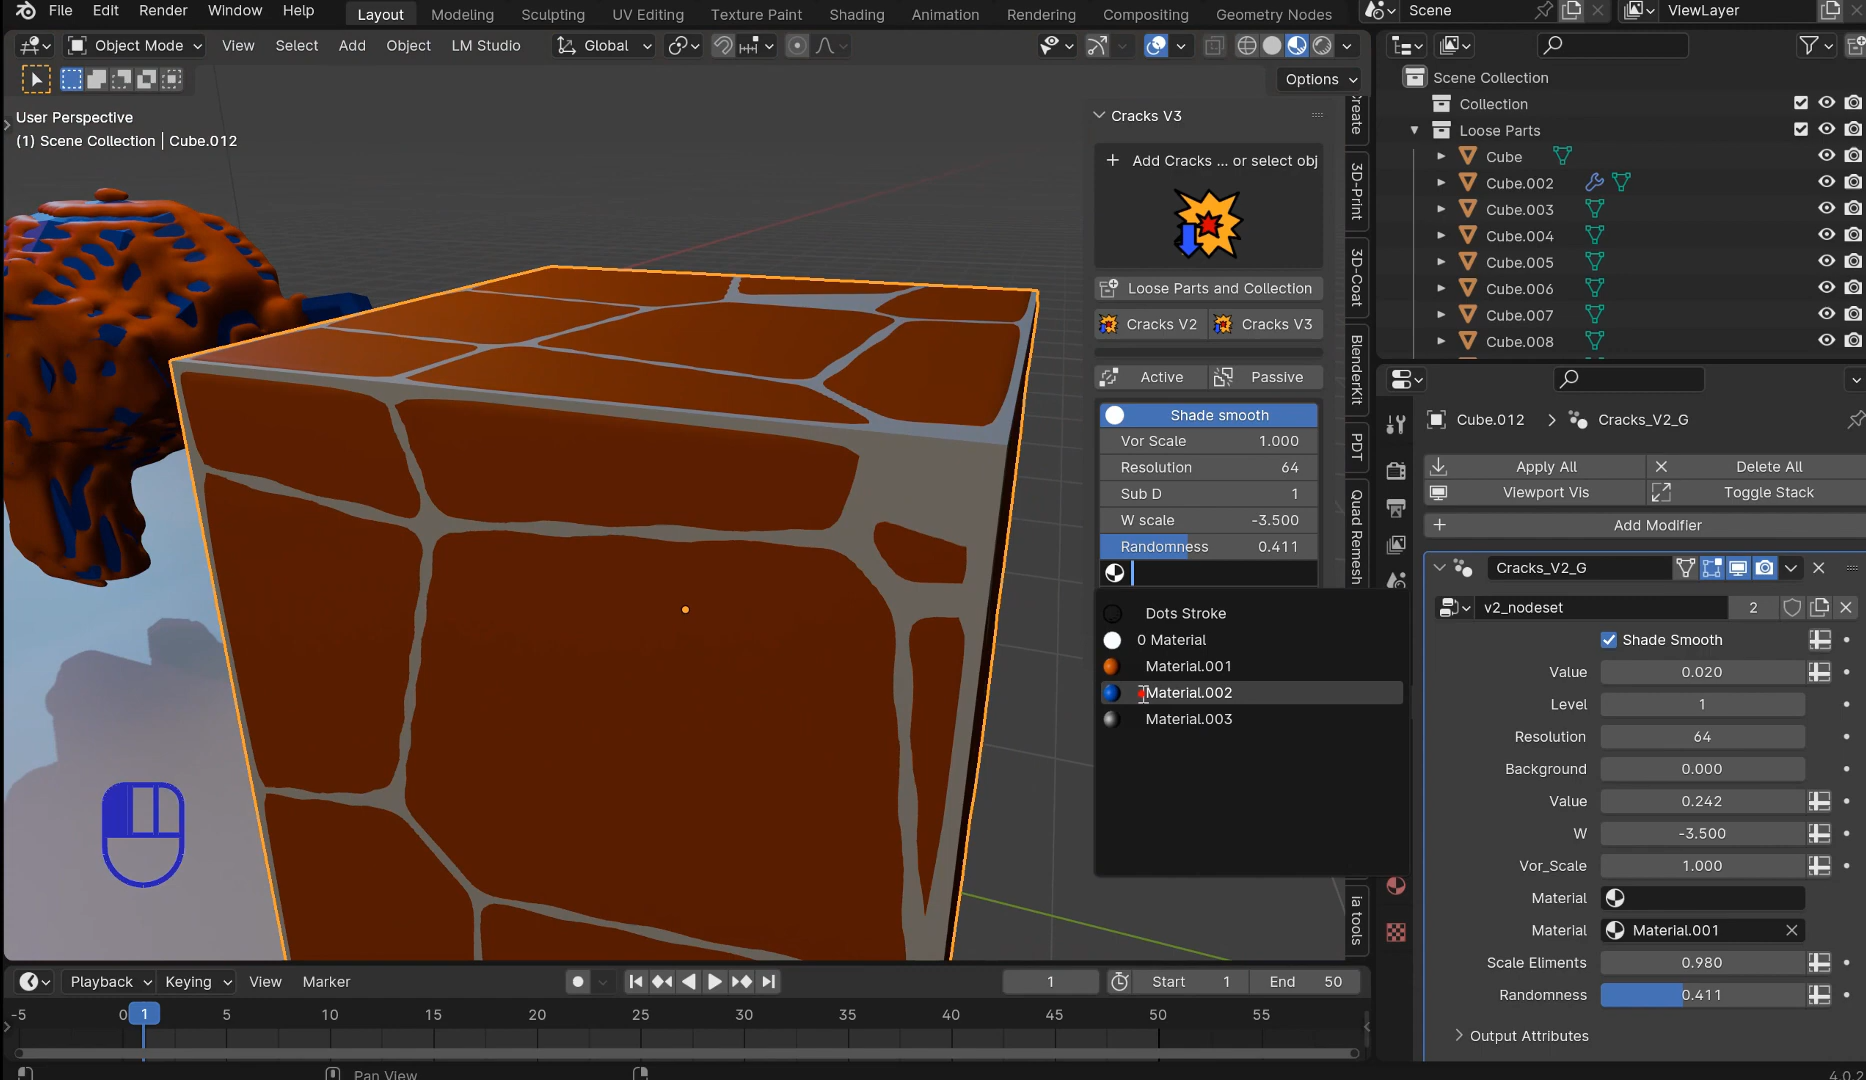 File Edit Render Window Help Layout Modeling Sculpting UV Editing Texture Paint Shading Animation Rendering Compositing Geometry Nodes Scene ViewLayer
Object Mode View Select Add Object LM Studio Global
Options
User Perspective
(1) Scene Collection | Cube.012
Cracks V3
Add Cracks ... or select obj
Loose Parts and Collection
Cracks V2 Cracks V3
Active Passive
Shade smooth
Vor Scale 1.000
Resolution 64
Sub D 1
W scale -3.500
Randomness 0.411
Dots Stroke
0 Material
Material.001
Material.002
Material.003
3D-Print
3D-Coat
BlenderKit
PDT
Quad Remesh
ia tools
Scene Collection
Collection
Loose Parts
Cube
Cube.002
Cube.003
Cube.004
Cube.005
Cube.006
Cube.007
Cube.008
Cube.012 > Cracks_V2_G
Apply All Delete All
Viewport Vis Toggle Stack
Add Modifier
Cracks_V2_G
v2_nodeset 2
Shade Smooth
Value 0.020
Level 1
Resolution 64
Background 0.000
Value 0.242
W -3.500
Vor_Scale 1.000
Material
Material Material.001
Scale Eliments 0.980
Randomness 0.411
Output Attributes
Playback Keying View Marker 1 Start 1 End 50
-5 0 1 5 10 15 20 25 30 35 40 45 50 55
Pan View
4.0.2